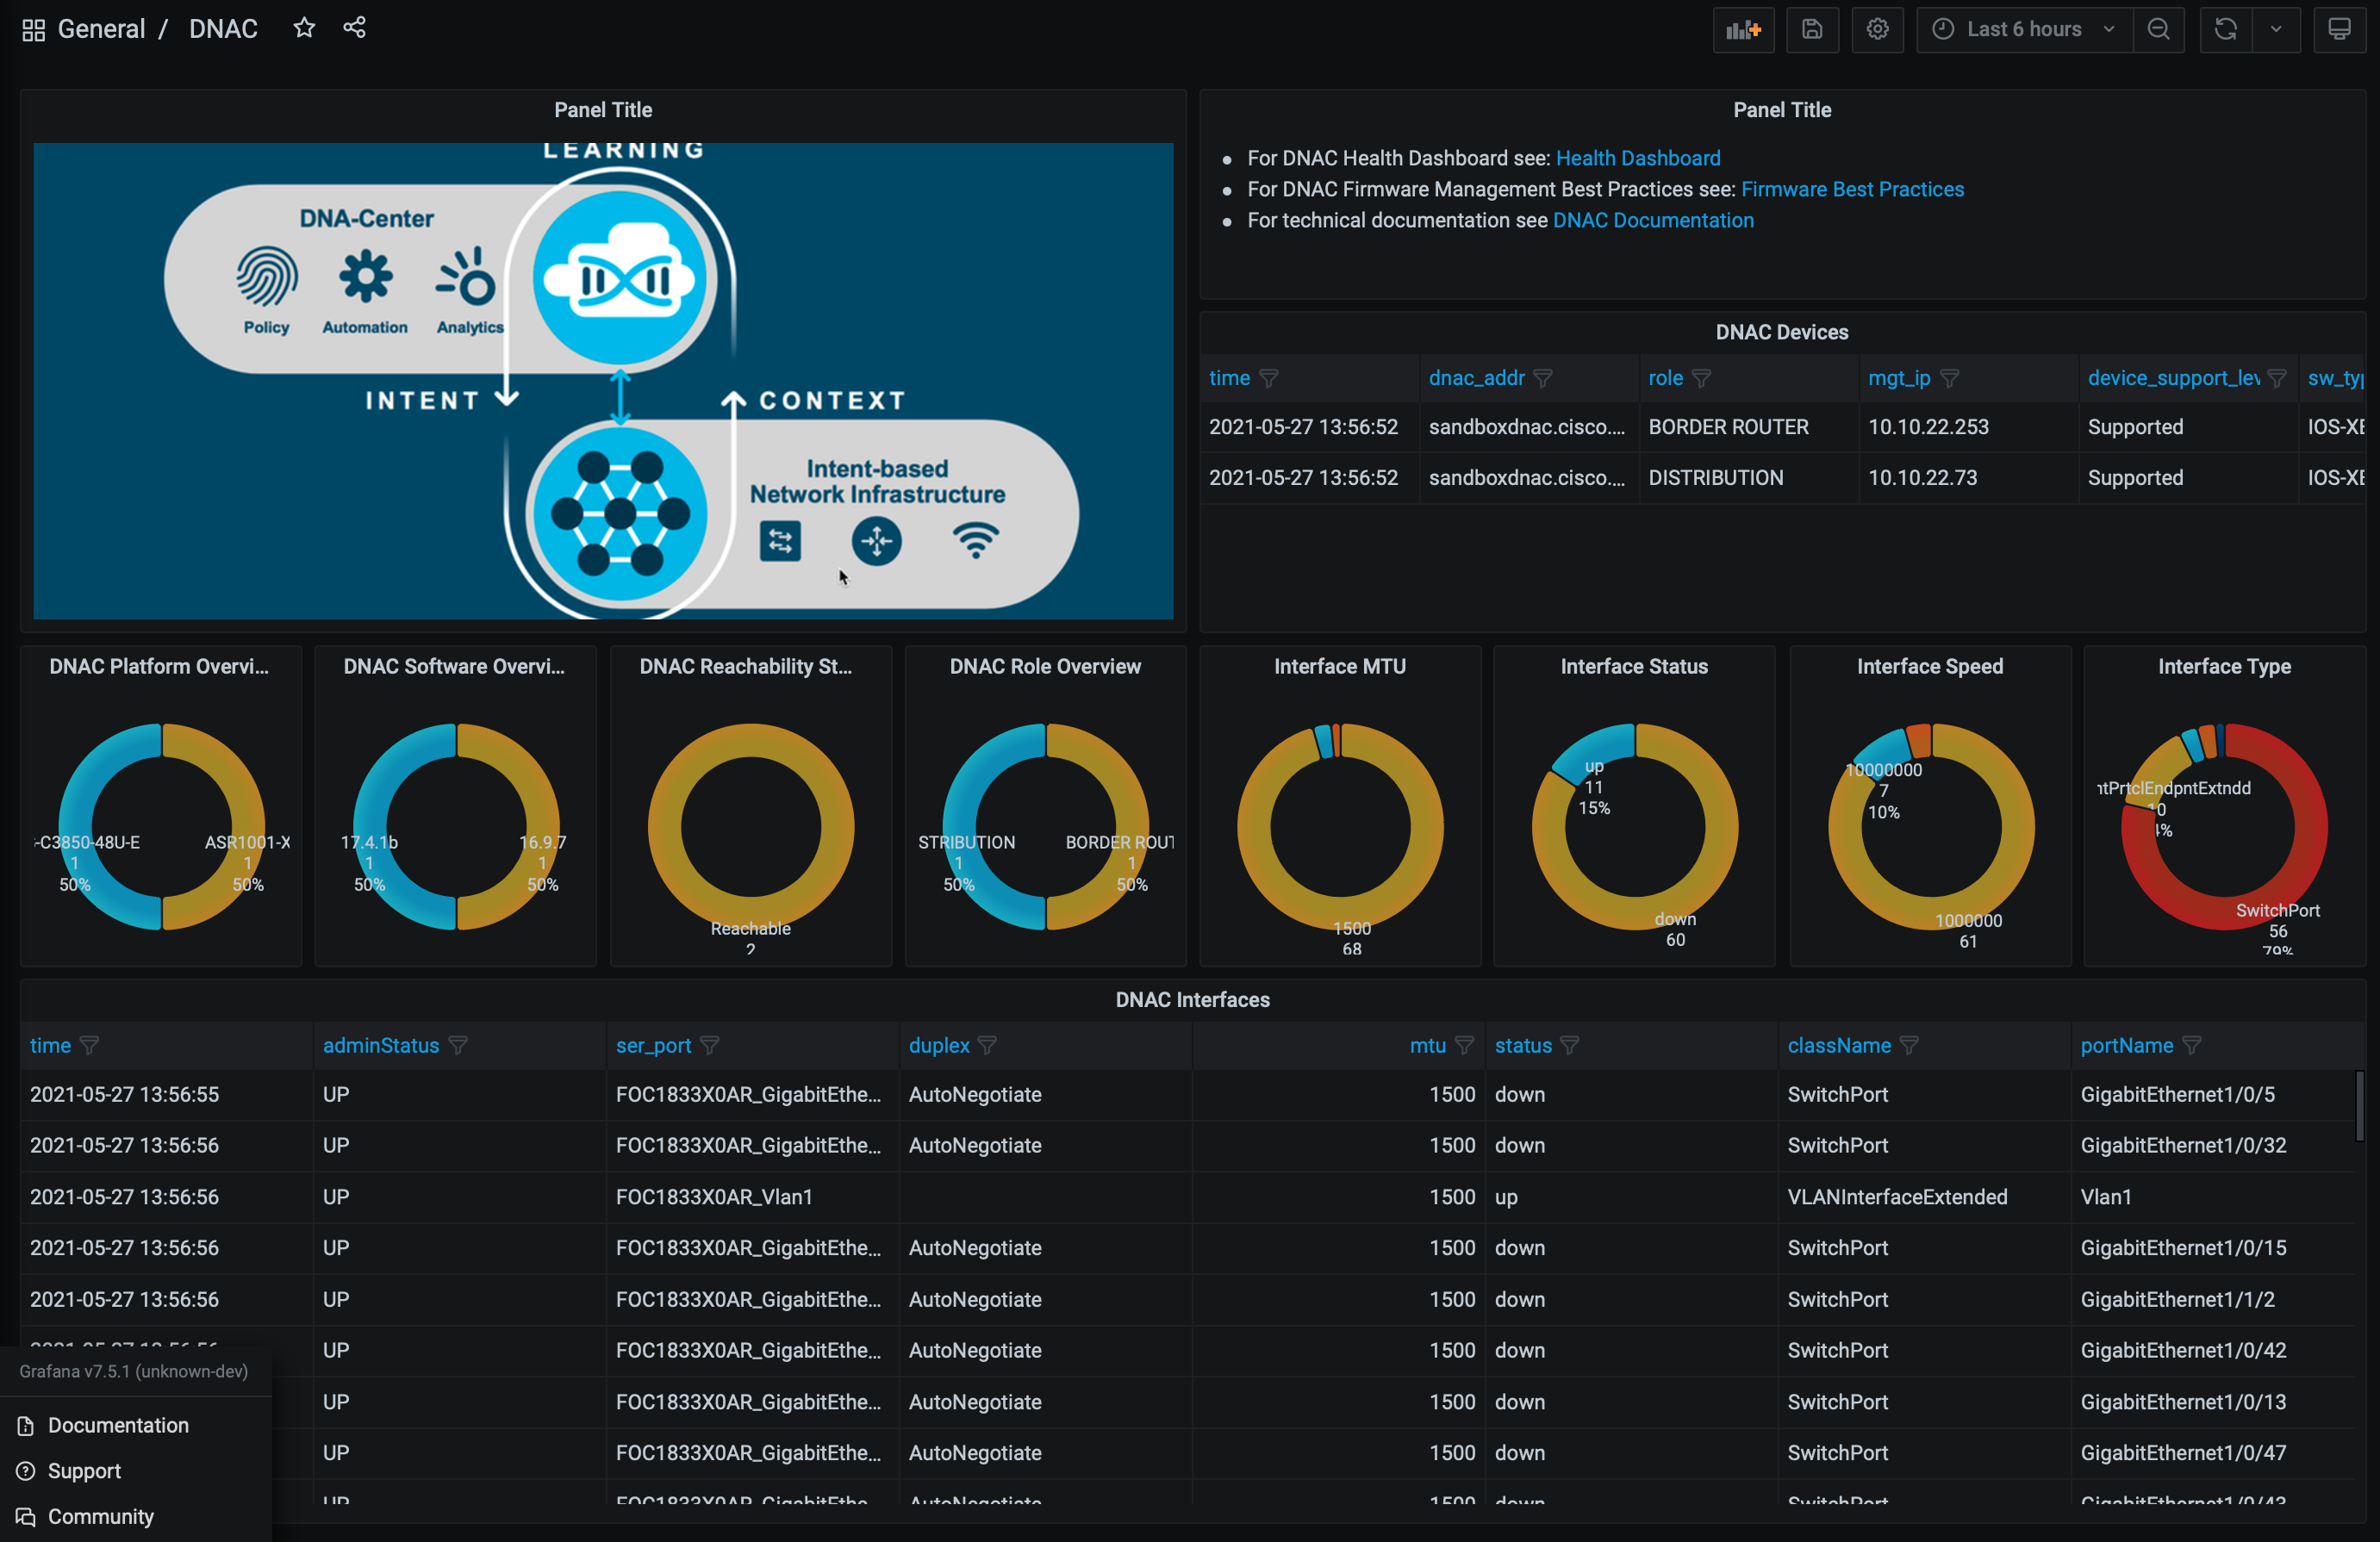 General / DNAC
Last 6 hours
Panel Title
LEARNING
DNA-Center
Policy Automation Analytics
INTENT
CONTEXT
Intent-based
Network Infrastructure
Panel Title
For DNAC Health Dashboard see: Health Dashboard
For DNAC Firmware Management Best Practices see: Firmware Best Practices
For technical documentation see DNAC Documentation
DNAC Devices
time dnac_addr role mgt_ip device_support_lev sw_typ
2021-05-27 13:56:52 sandboxdnac.cisco.... BORDER ROUTER 10.10.22.253 Supported IOS-XE
2021-05-27 13:56:52 sandboxdnac.cisco.... DISTRIBUTION 10.10.22.73 Supported IOS-XE
DNAC Platform Overvi...
-C3850-48U-E
1
50%
ASR1001-X
1
50%
DNAC Software Overvi...
17.4.1b
1
50%
16.9.7
1
50%
DNAC Reachability St...
Reachable
2
DNAC Role Overview
STRIBUTION
1
50%
BORDER ROUT
1
50%
Interface MTU
1500
68
Interface Status
up
11
15%
down
60
Interface Speed
10000000
7
10%
1000000
61
Interface Type
ntPrtclEndpntExtndd
10
4%
SwitchPort
56
79%
DNAC Interfaces
time adminStatus ser_port duplex mtu status className portName
2021-05-27 13:56:55 UP FOC1833X0AR_GigabitEthe... AutoNegotiate 1500 down SwitchPort GigabitEthernet1/0/5
2021-05-27 13:56:56 UP FOC1833X0AR_GigabitEthe... AutoNegotiate 1500 down SwitchPort GigabitEthernet1/0/32
2021-05-27 13:56:56 UP FOC1833X0AR_Vlan1 1500 up VLANInterfaceExtended Vlan1
2021-05-27 13:56:56 UP FOC1833X0AR_GigabitEthe... AutoNegotiate 1500 down SwitchPort GigabitEthernet1/0/15
2021-05-27 13:56:56 UP FOC1833X0AR_GigabitEthe... AutoNegotiate 1500 down SwitchPort GigabitEthernet1/1/2
UP FOC1833X0AR_GigabitEthe... AutoNegotiate 1500 down SwitchPort GigabitEthernet1/0/42
UP FOC1833X0AR_GigabitEthe... AutoNegotiate 1500 down SwitchPort GigabitEthernet1/0/13
UP FOC1833X0AR_GigabitEthe... AutoNegotiate 1500 down SwitchPort GigabitEthernet1/0/47
UP FOC1833X0AR_GigabitEthe... AutoNegotiate 1500 down SwitchPort GigabitEthernet1/0/43
Grafana v7.5.1 (unknown-dev)
Documentation
Support
Community